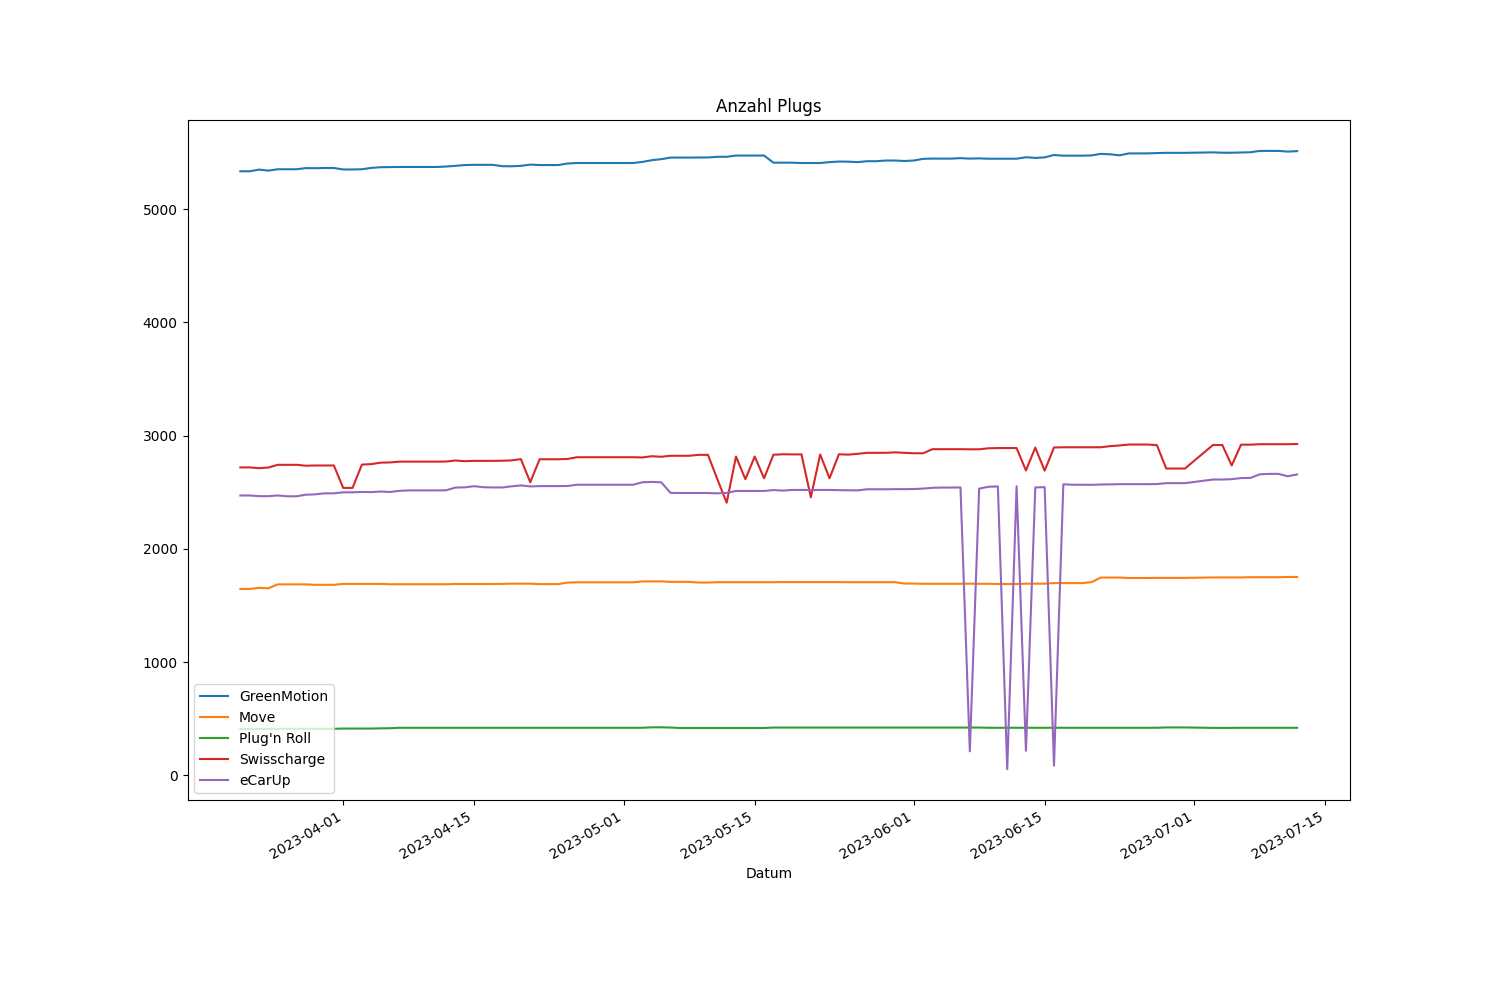 Anzahl Plugs
5000
4000
3000
2000
1000
0
GreenMotion
Move
Plug'n Roll
Swisscharge
eCarUp
2023-04-01
2023-04-15
2023-05-01
2023-05-15
2023-06-01
2023-06-15
2023-07-01
2023-07-15
Datum